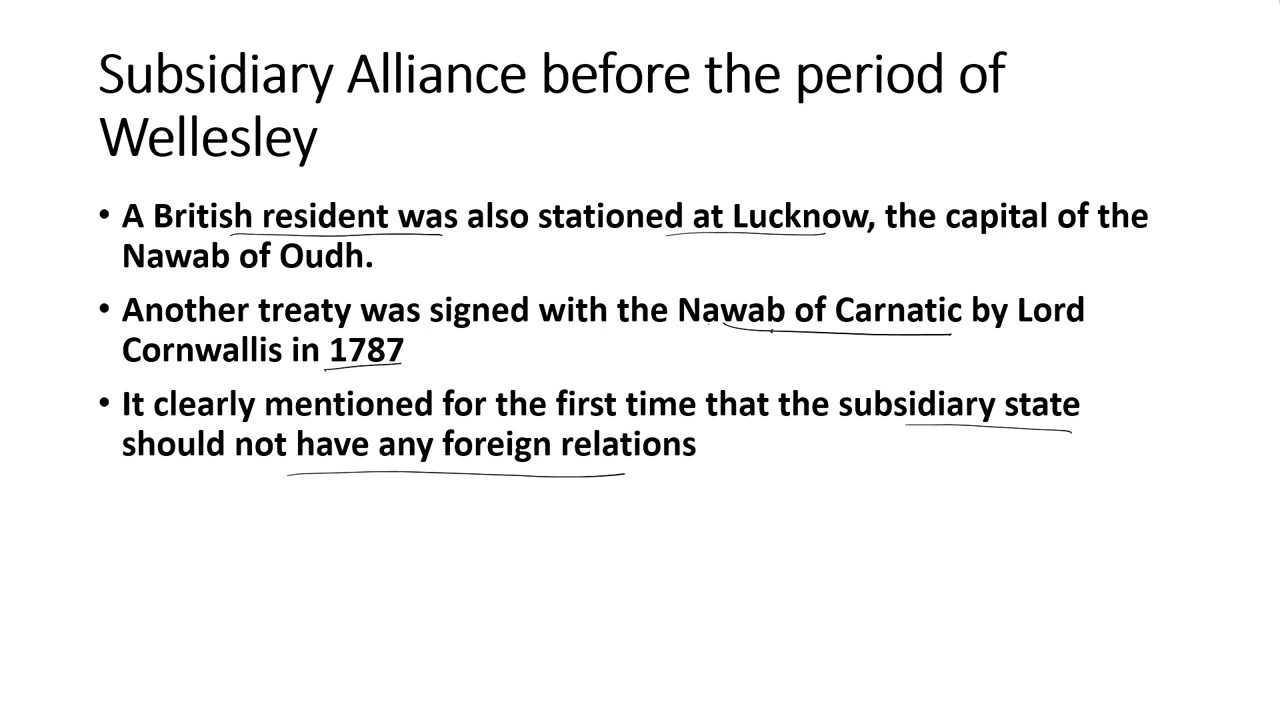 Subsidiary Alliance before the period of
Wellesley
• A British resident was also stationed at Lucknow, the capital of the
Nawab of Oudh.
• Another treaty was signed with the Nawab of Carnatic by Lord
Cornwallis in 1787
• It clearly mentioned for the first time that the subsidiary state
should not have any foreign relations